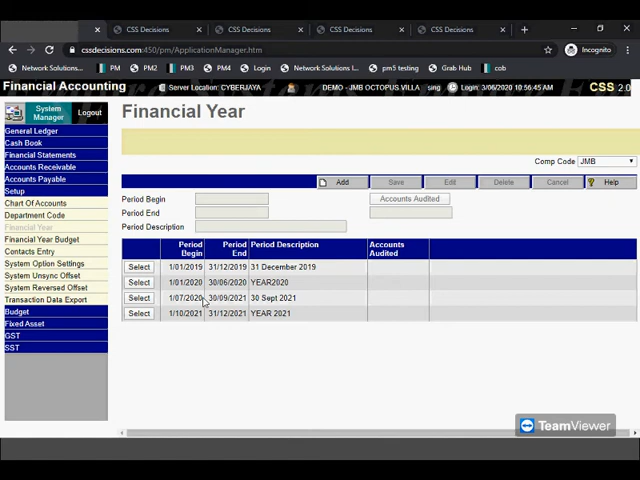 CSS Decisions
CSS Decisions
CSS Decisions
CSS Decisions
cssdecisions.com:450/pm/ApplicationManager.htm
Incognito
Network Solutions I...
PM
PM2
PM3
PM4
Login
Network Solutions I...
pm5 testing
Grab Hub
cob
Financial Accounting
Server Location: CYBERJAYA
DEMO - JMB OCTOPUS VILLA
sing
Login: 3/06/2020 10:56:45 AM
CSS 2.0
System Manager
Logout
General Ledger
Cash Book
Financial Statements
Accounts Receivable
Accounts Payable
Setup
Chart Of Accounts
Department Code
Financial Year
Financial Year Budget
Contacts Entry
System Option Settings
System Unsync Offset
System Reversed Offset
Transaction Data Export
Budget
Fixed Asset
GST
SST
Financial Year
Comp Code JMB
Add Save Edit Delete Cancel ? Help
Period Begin Accounts Audited
Period End
Period Description
Period Begin Period End Period Description Accounts Audited
Select 1/01/2019 31/12/2019 31 December 2019
Select 1/01/2020 30/06/2020 YEAR2020
Select 1/07/2020 30/09/2021 30 Sept 2021
Select 1/10/2021 31/12/2021 YEAR 2021
TeamViewer